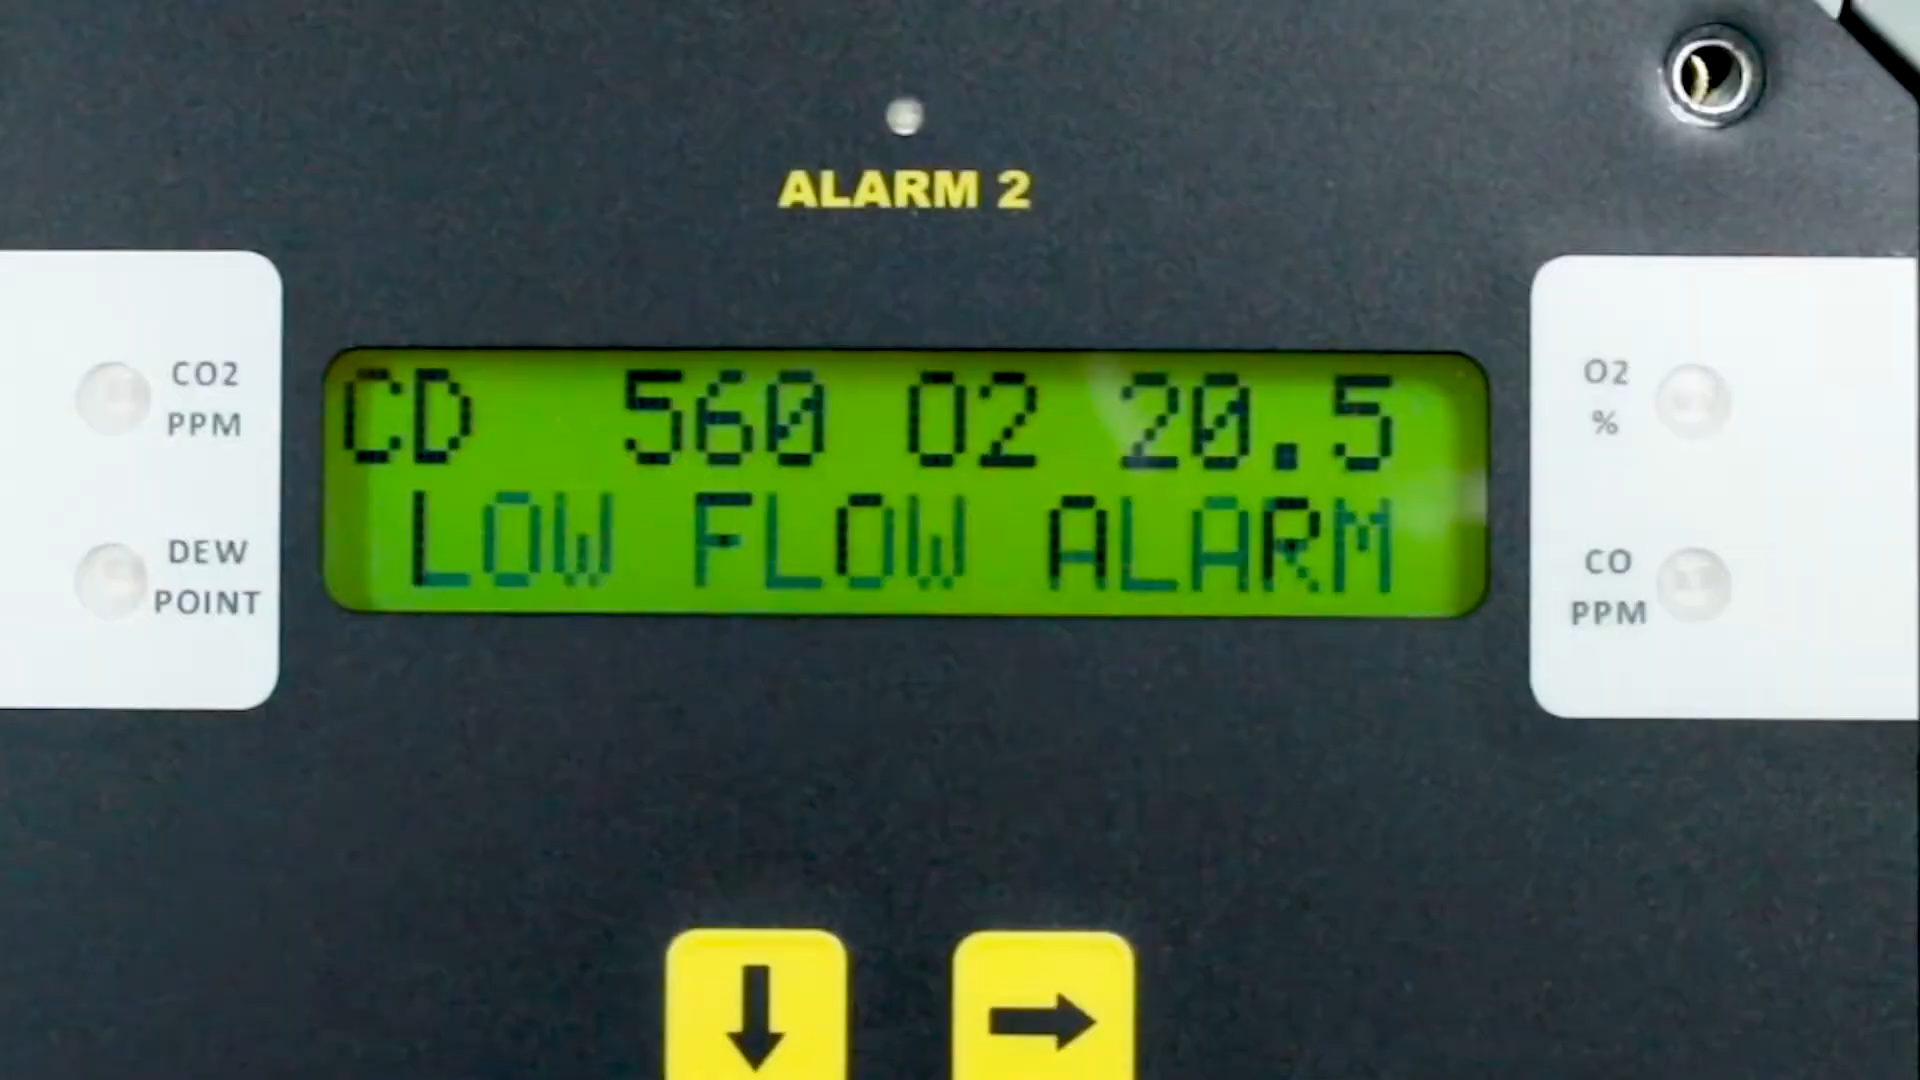 ALARM 2
CO2
PPM
DEW
POINT
CD 560 O2 20.5
LOW FLOW ALARM
O2
%
CO
PPM